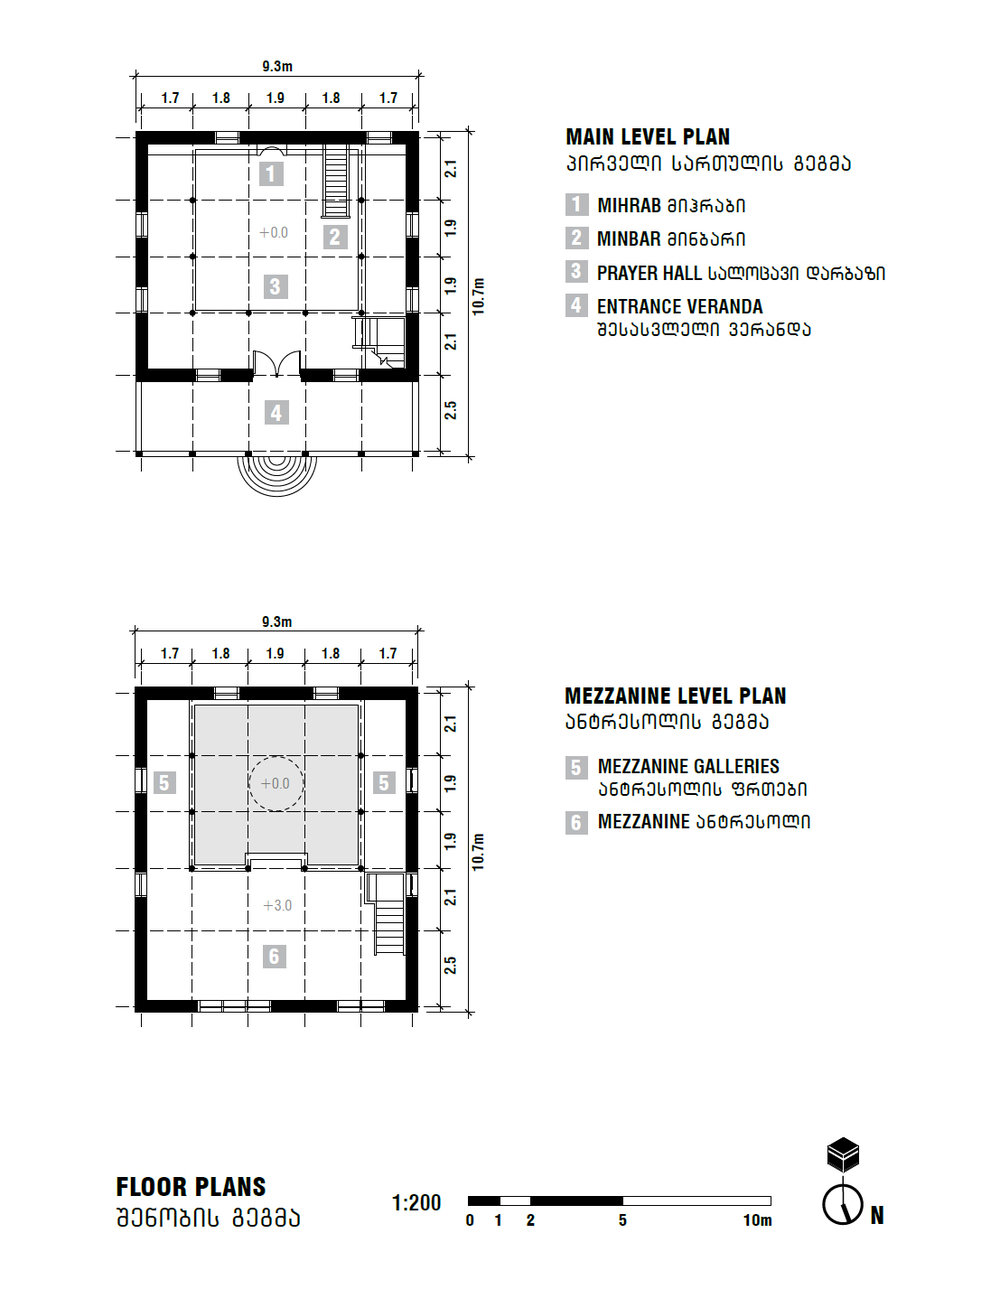 9.3m
1.7 1.8 1.9 1.8 1.7
1
+0.0
2
3
4
2.1
1.9
1.9
2.1
2.5
10.7m
MAIN LEVEL PLAN
პირველი სართულის გეგმა
1 MIHRAB მიჰრაბი
2 MINBAR მინბარი
3 PRAYER HALL სალოცავი დარბაზი
4 ENTRANCE VERANDA
შესასვლელი ვერანდა
9.3m
1.7 1.8 1.9 1.8 1.7
5
+0.0
5
+3.0
6
2.1
1.9
1.9
2.1
2.5
10.7m
MEZZANINE LEVEL PLAN
ანტრესოლის გეგმა
5 MEZZANINE GALLERIES
ანტრესოლის ფრთები
6 MEZZANINE ანტრესოლი
FLOOR PLANS
შენობის გეგმა
1:200
0 1 2 5 10m
N